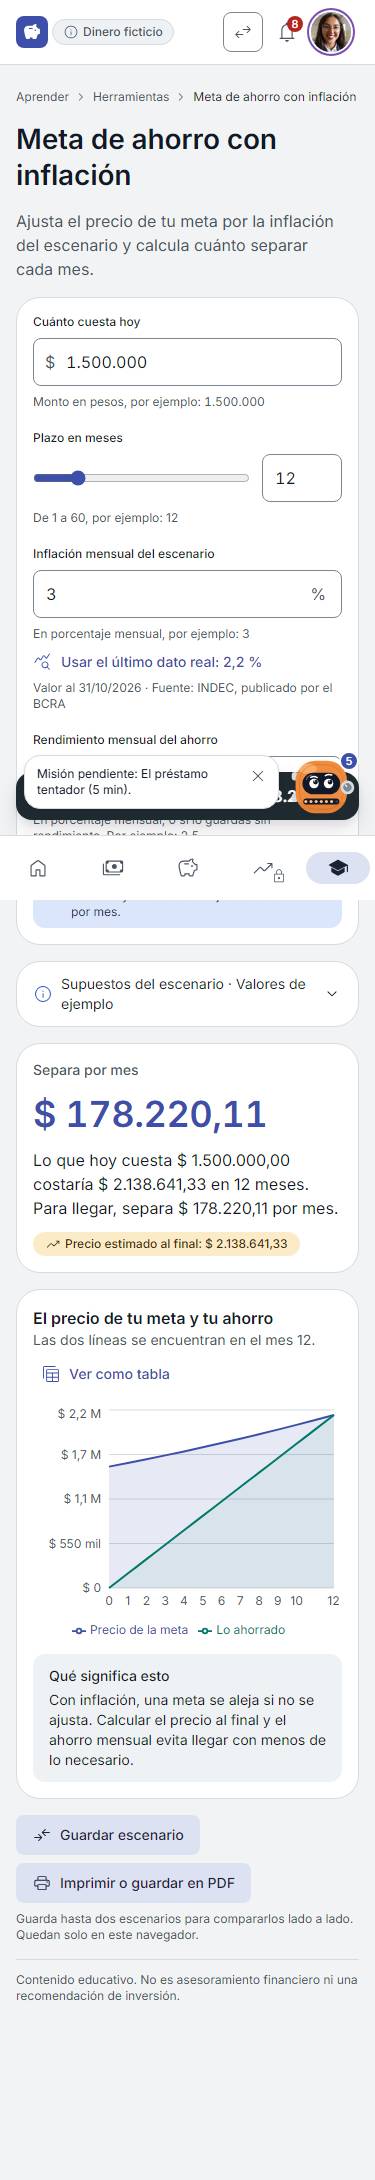 Dinero ficticio
8
Aprender > Herramientas > Meta de ahorro con inflación
Meta de ahorro con
inflación
Ajusta el precio de tu meta por la inflación
del escenario y calcula cuánto separar
cada mes.
Cuánto cuesta hoy
$ 1.500.000
Monto en pesos, por ejemplo: 1.500.000
Plazo en meses
12
De 1 a 60, por ejemplo: 12
Inflación mensual del escenario
3 %
En porcentaje mensual, por ejemplo: 3
Usar el último dato real: 2,2 %
Valor al 31/10/2026 · Fuente: INDEC, publicado por el
BCRA
Rendimiento mensual del ahorro
Misión pendiente: El préstamo
tentador (5 min).
5
por mes.
Supuestos del escenario · Valores de
ejemplo
Separa por mes
$ 178.220,11
Lo que hoy cuesta $ 1.500.000,00
costaría $ 2.138.641,33 en 12 meses.
Para llegar, separa $ 178.220,11 por mes.
Precio estimado al final: $ 2.138.641,33
El precio de tu meta y tu ahorro
Las dos líneas se encuentran en el mes 12.
Ver como tabla
$ 2,2 M
$ 1,7 M
$ 1,1 M
$ 550 mil
$ 0
0 1 2 3 4 5 6 7 8 9 10 12
Precio de la meta Lo ahorrado
Qué significa esto
Con inflación, una meta se aleja si no se
ajusta. Calcular el precio al final y el
ahorro mensual evita llegar con menos de
lo necesario.
Guardar escenario
Imprimir o guardar en PDF
Guarda hasta dos escenarios para compararlos lado a lado.
Quedan solo en este navegador.
Contenido educativo. No es asesoramiento financiero ni una
recomendación de inversión.